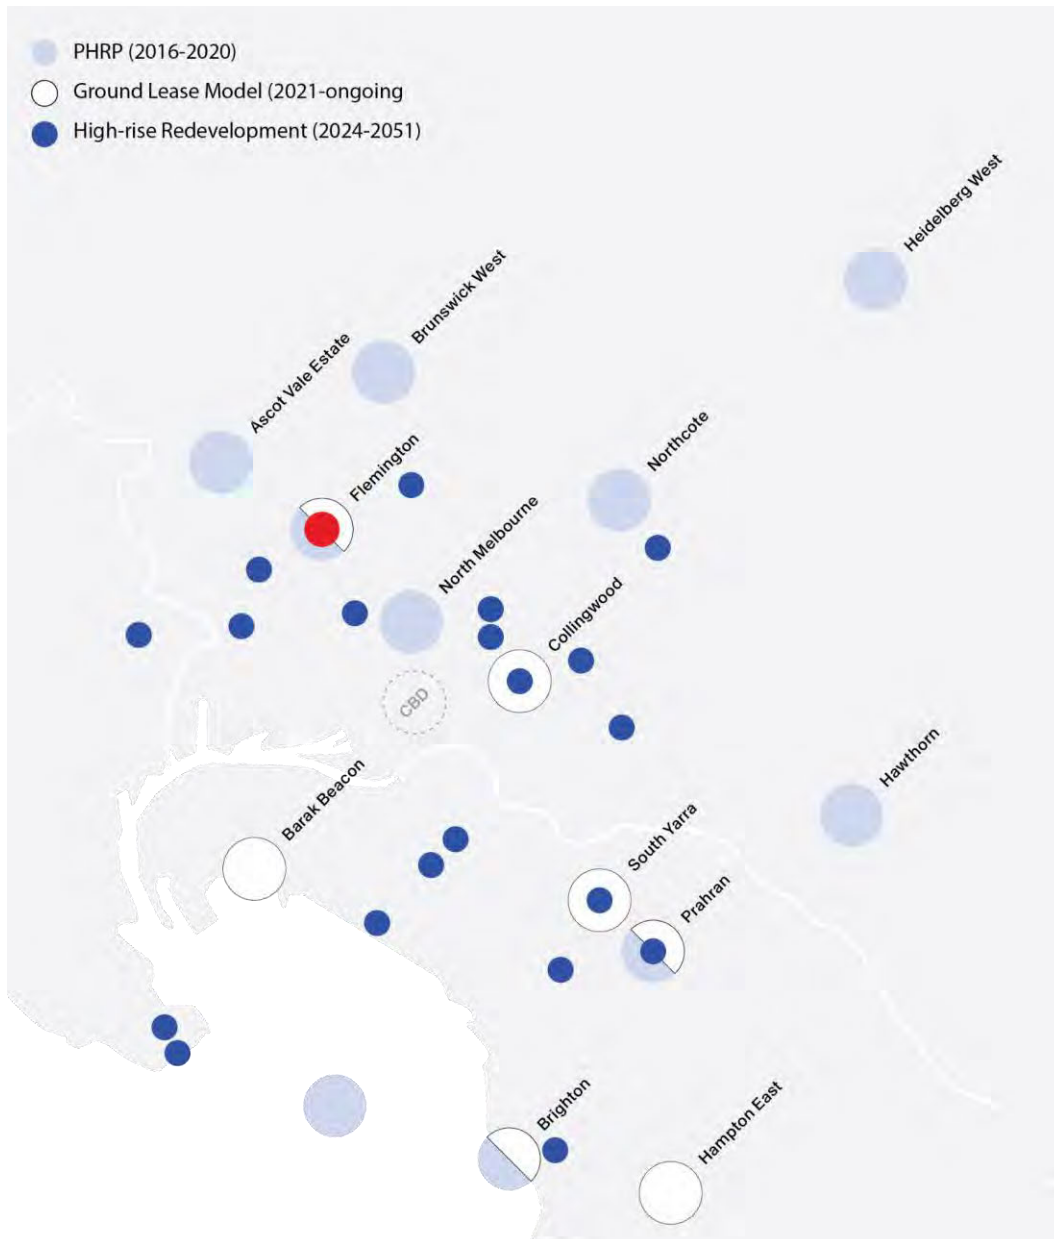 PHRP (2016-2020)
Ground Lease Model (2021-ongoing
High-rise Redevelopment (2024-2051)
Heidelberg West
Brunswick West
Ascot Vale Estate
Northcote
Flemington
North Melbourne
Collingwood
CBD
Hawthorn
Barak Beacon
South Yarra
Prahran
Brighton
Hampton East